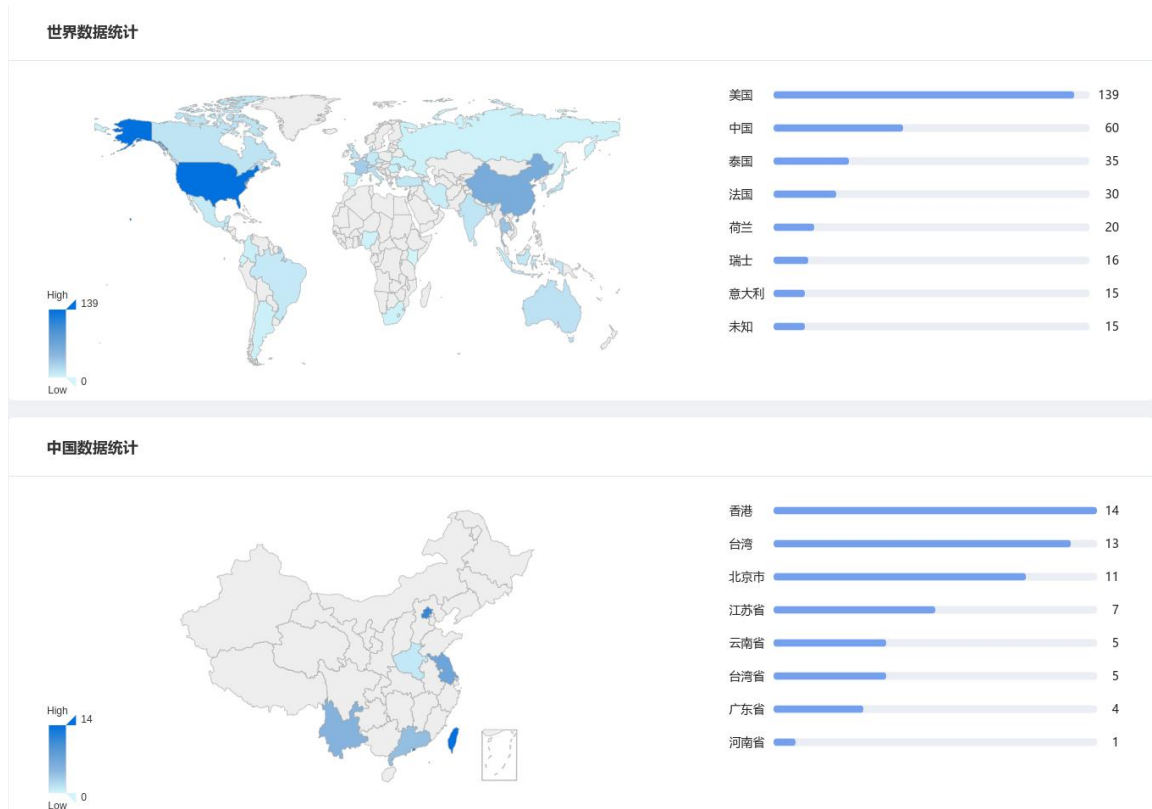 世界数据统计
美国 139
中国 60
泰国 35
法国 30
荷兰 20
瑞士 16
意大利 15
未知 15
High
139
0
Low
中国数据统计
香港 14
台湾 13
北京市 11
江苏省 7
云南省 5
台湾省 5
广东省 4
河南省 1
High
14
0
Low